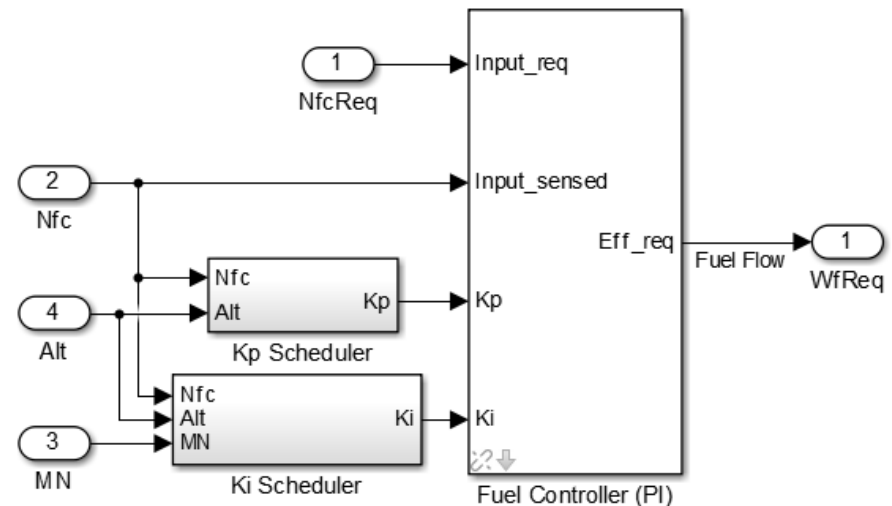 1
NfcReq
Input_req
2
Nfc
Input_sensed
Eff_req
Fuel Flow
1
WfReq
Nfc
Alt
Kp
Kp
Kp Scheduler
4
Alt
Nfc
Alt
MN
Ki
Ki
Ki Scheduler
3
MN
Fuel Controller (PI)